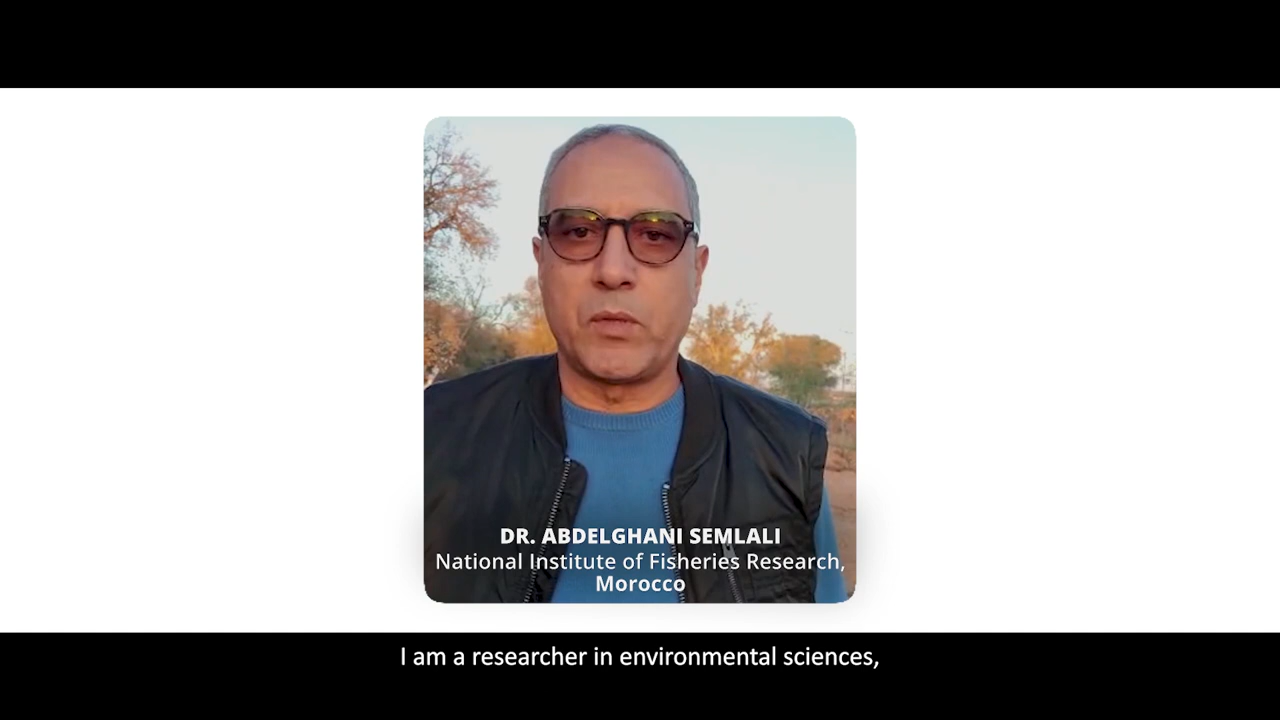 DR. ABDELGHANI SEMLALI
National Institute of Fisheries Research,
Morocco
I am a researcher in environmental sciences,